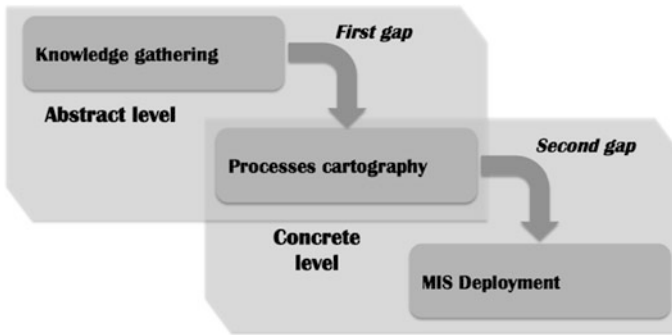 First gap
Knowledge gathering
Abstract level
Second gap
Processes cartography
Concrete
level
MIS Deployment